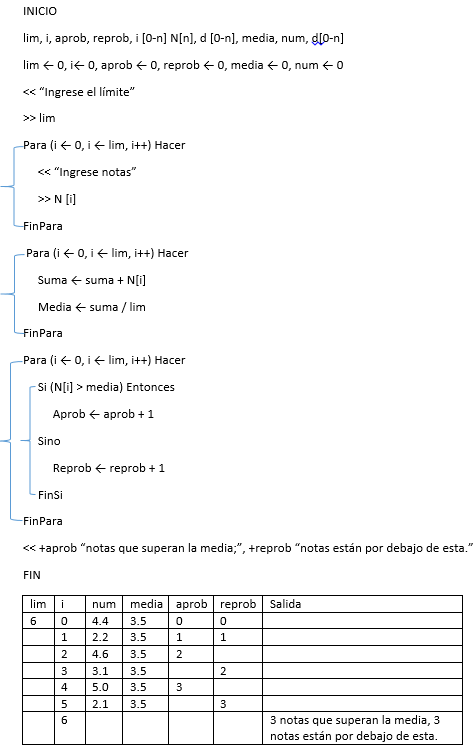 INICIO
lim, i, aprob, reprob, i [0-n] N[n], d [0-n], media, num, d[0-n]
lim ← 0, i← 0, aprob ← 0, reprob ← 0, media ← 0, num ← 0
<< “Ingrese el límite”
>> lim
Para (i ← 0, i ← lim, i++) Hacer
<< “Ingrese notas”
>> N [i]
FinPara
Para (i ← 0, i ← lim, i++) Hacer
Suma ← suma + N[i]
Media ← suma / lim
FinPara
Para (i ← 0, i ← lim, i++) Hacer
Si (N[i] > media) Entonces
Aprob ← aprob + 1
Sino
Reprob ← reprob + 1
FinSi
FinPara
<< +aprob “notas que superan la media;”, +reprob “notas están por debajo de esta.”
FIN
lim i num media aprob reprob Salida
6 0 4.4 3.5 0 0
1 2.2 3.5 1 1
2 4.6 3.5 2
3 3.1 3.5 2
4 5.0 3.5 3
5 2.1 3.5 3
6 3 notas que superan la media, 3
notas están por debajo de esta.